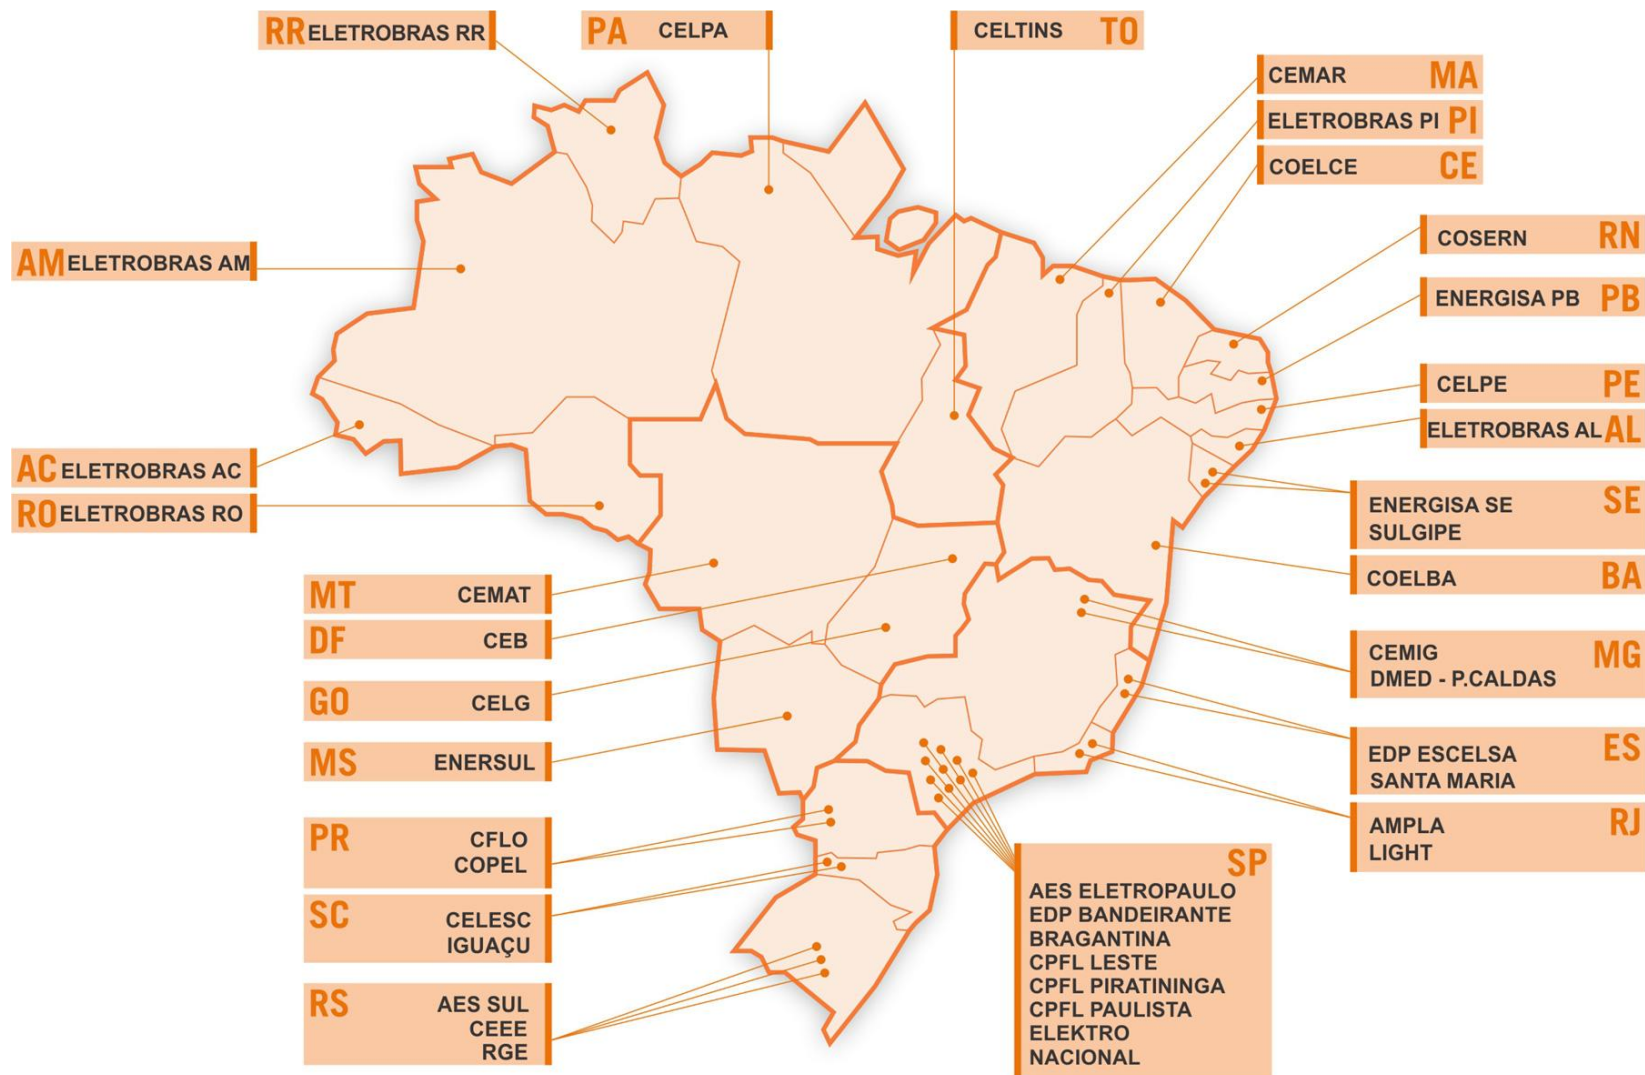 RR ELETROBRAS RR
PA CELPA
CELTINS TO
CEMAR MA
ELETROBRAS PI PI
COELCE CE
COSERN RN
ENERGISA PB PB
CELPE PE
ELETROBRAS AL AL
ENERGISA SE SE
SULGIPE
COELBA BA
CEMIG MG
DMED - P.CALDAS
EDP ESCELSA ES
SANTA MARIA
AMPLA RJ
LIGHT
AM ELETROBRAS AM
AC ELETROBRAS AC
RO ELETROBRAS RO
MT CEMAT
DF CEB
GO CELG
MS ENERSUL
PR CFLO
COPEL
SC CELESC
IGUAÇU
RS AES SUL
CEEE
RGE
SP
AES ELETROPAULO
EDP BANDEIRANTE
BRAGANTINA
CPFL LESTE
CPFL PIRATININGA
CPFL PAULISTA
ELEKTRO
NACIONAL